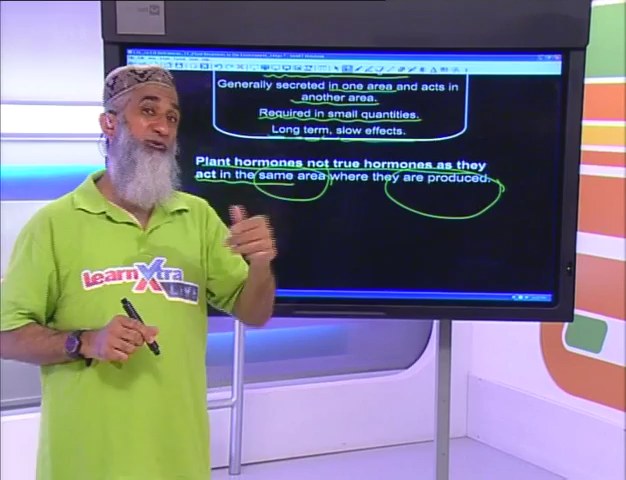 Generally secreted in one area and acts in
another area.
Required in small quantities.
Long term, slow effects.
Plant hormones not true hormones as they
act in the same area where they are produced.
learn Xtra
LIVE